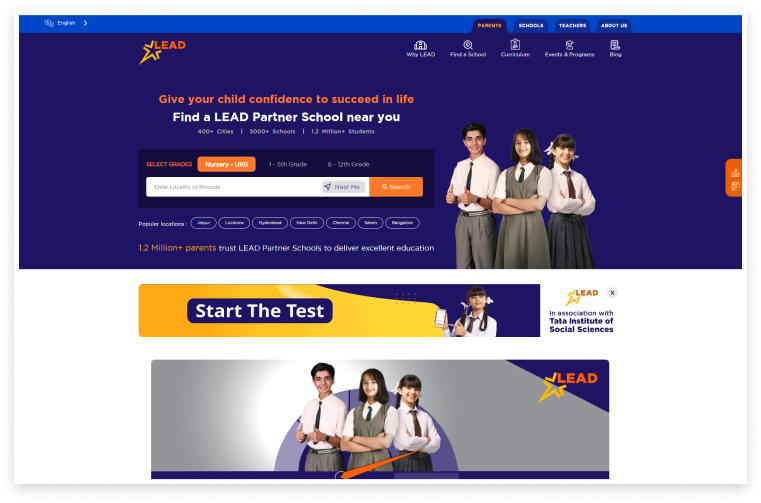 English
PARENTS
SCHOOLS
TEACHERS
ABOUT US
LEAD
Why LEAD
Find a School
Curriculum
Events & Programs
Blog
Give your child confidence to succeed in life
Find a LEAD Partner School near you
400+ Cities | 3000+ Schools | 1.2 Million+ Students
SELECT GRADES
Nursery - UKG
1 - 5th Grade
6 - 12th Grade
Enter Locality or Pincode
Near Me
Search
Populer locations :
Jaipur
Lucknow
Hyderabad
New Delhi
Chennai
Salem
Bangalore
1.2 Million+ parents trust LEAD Partner Schools to deliver excellent education
Start The Test
LEAD
X
In association with
Tata Institute of
Social Sciences
LEAD